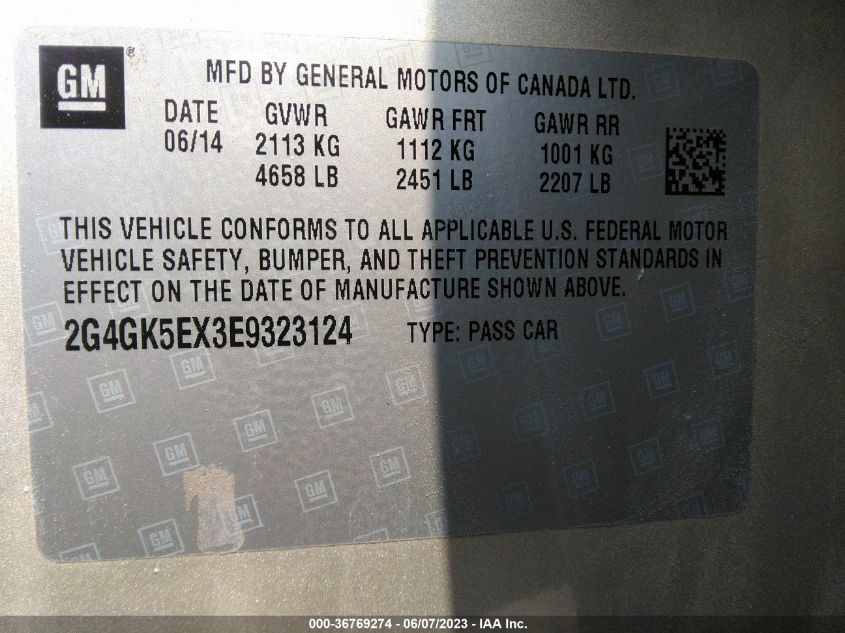 GM ®
MFD BY GENERAL MOTORS OF CANADA LTD.
DATE GVWR GAWR FRT GAWR RR
06/14 2113 KG 1112 KG 1001 KG
4658 LB 2451 LB 2207 LB
THIS VEHICLE CONFORMS TO ALL APPLICABLE U.S. FEDERAL MOTOR
VEHICLE SAFETY, BUMPER, AND THEFT PREVENTION STANDARDS IN
EFFECT ON THE DATE OF MANUFACTURE SHOWN ABOVE.
2G4GK5EX3E9323124 TYPE: PASS CAR
000-36769274 - 06/07/2023 - IAA Inc.